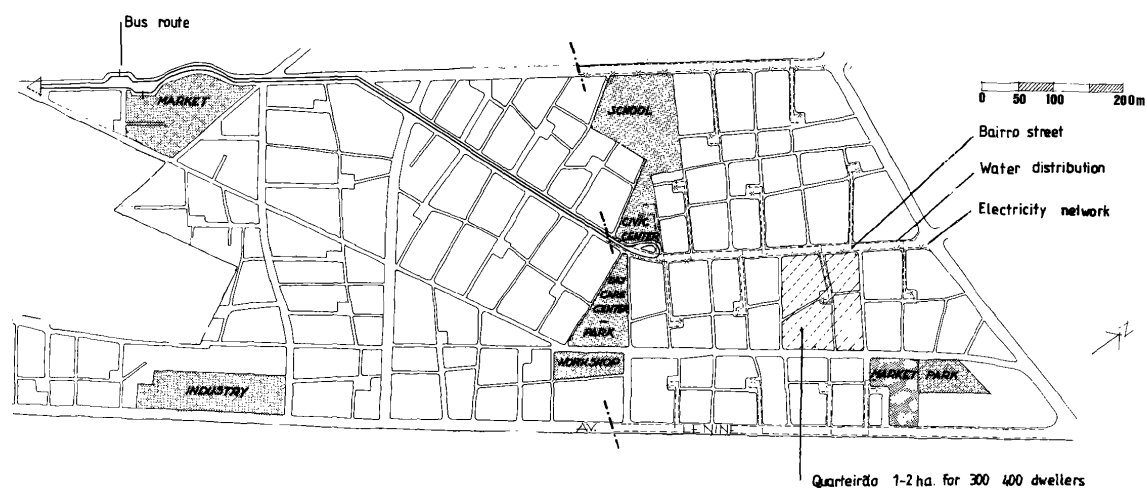 Bus route
MARKET
SCHOOL
0 50 100 200m
Bairro street
Water distribution
Electricity network
CIVIC
CENTER
DAY
CARE
CENTER
PARK
WORKSHOP
INDUSTRY
MARKET PARK
N
AV. LENINE
Quarteirão 1-2 ha. for 300 400 dwellers